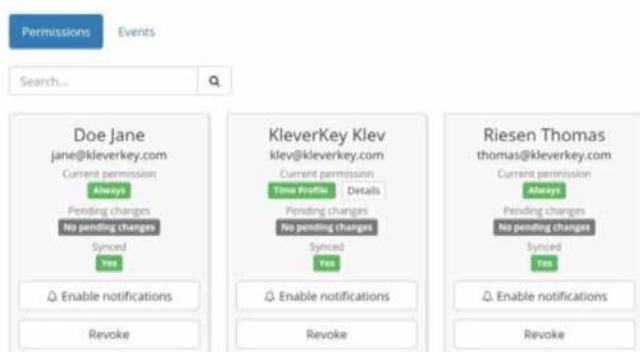 Permissions Events
Search...
Doe Jane
jane@kleverkey.com
Current permission
Always
Pending changes
No pending changes
Synced
Yes
Enable notifications
Revoke
KleverKey Klev
klev@kleverkey.com
Current permission
Time Profile Details
Pending changes
No pending changes
Synced
Yes
Enable notifications
Revoke
Riesen Thomas
thomas@kleverkey.com
Current permission
Always
Pending changes
No pending changes
Synced
Yes
Enable notifications
Revoke